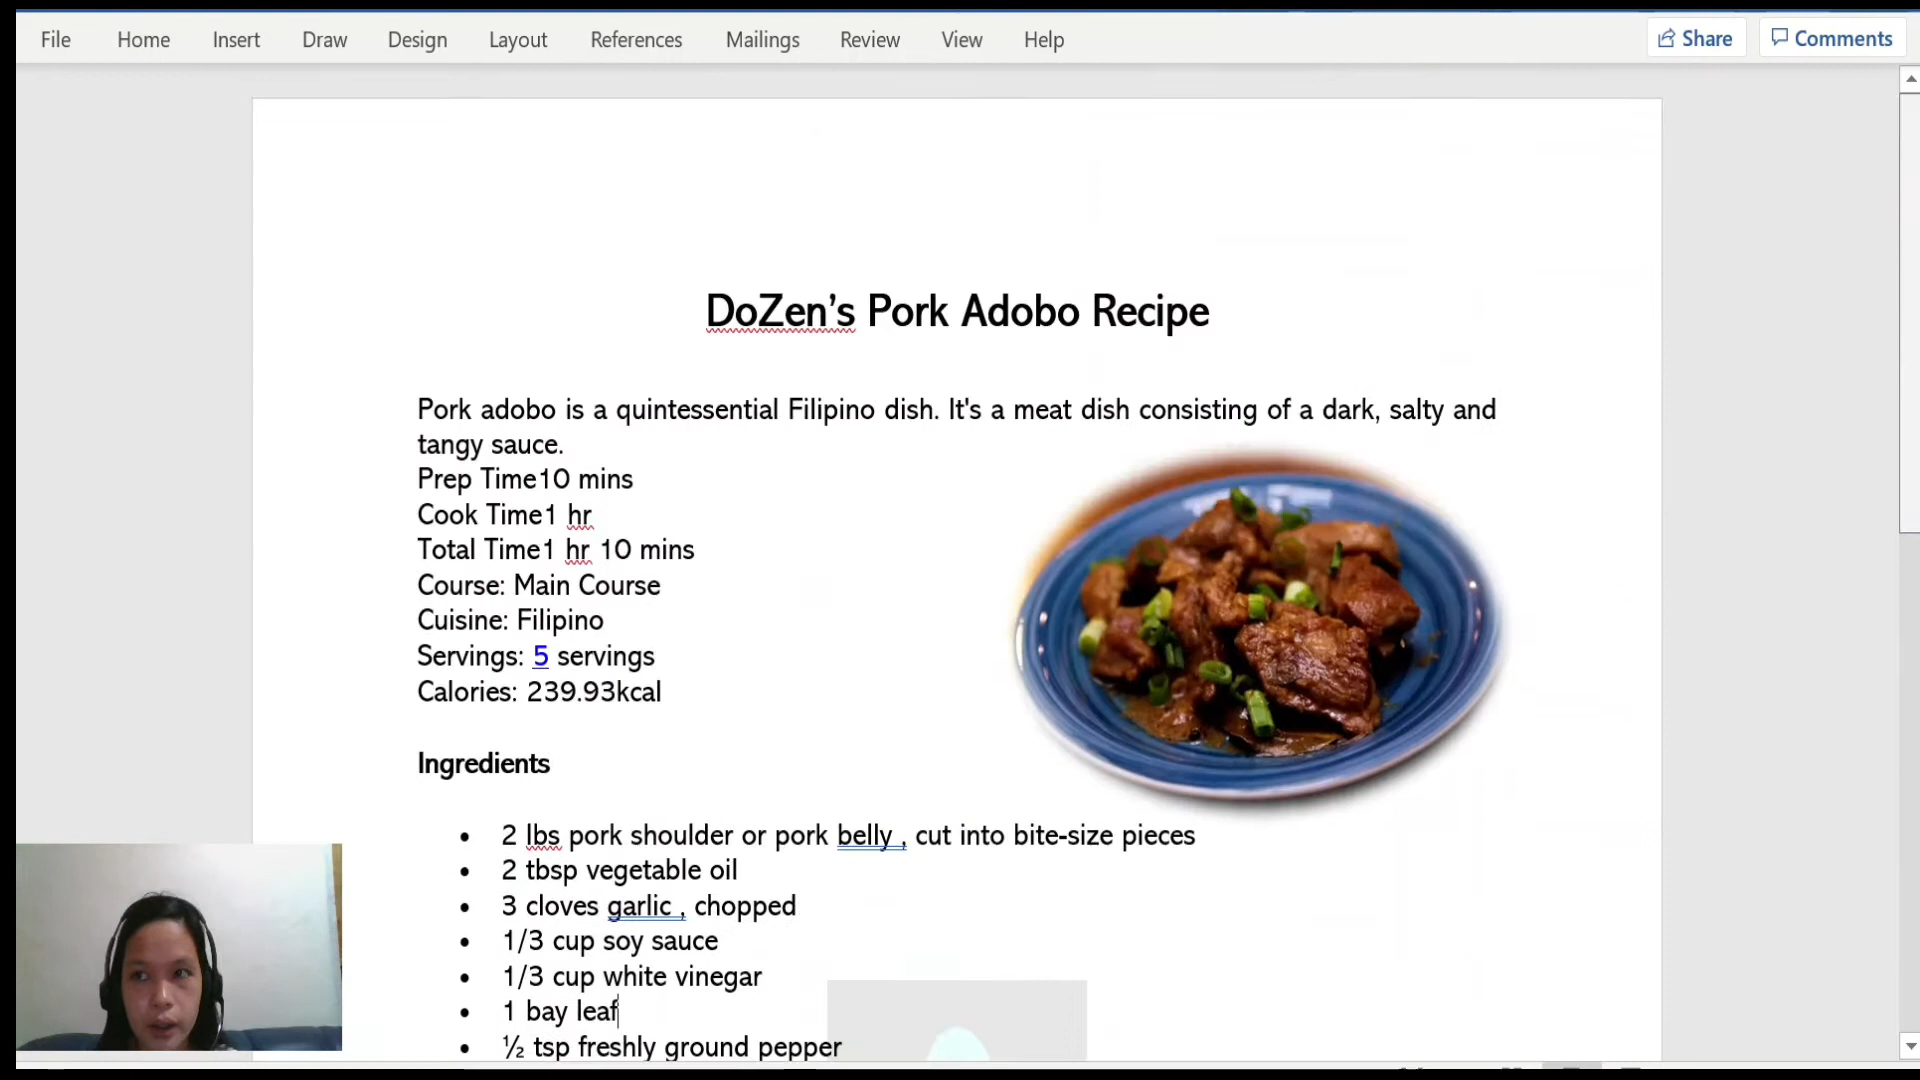 File Home Insert Draw Design Layout References Mailings Review View Help Share Comments
DoZen’s Pork Adobo Recipe
Pork adobo is a quintessential Filipino dish. It's a meat dish consisting of a dark, salty and
tangy sauce.
Prep Time10 mins
Cook Time1 hr
Total Time1 hr 10 mins
Course: Main Course
Cuisine: Filipino
Servings: 5 servings
Calories: 239.93kcal
Ingredients
• 2 lbs pork shoulder or pork belly , cut into bite-size pieces
• 2 tbsp vegetable oil
• 3 cloves garlic , chopped
• 1/3 cup soy sauce
• 1/3 cup white vinegar
• 1 bay leaf
• ½ tsp freshly ground pepper